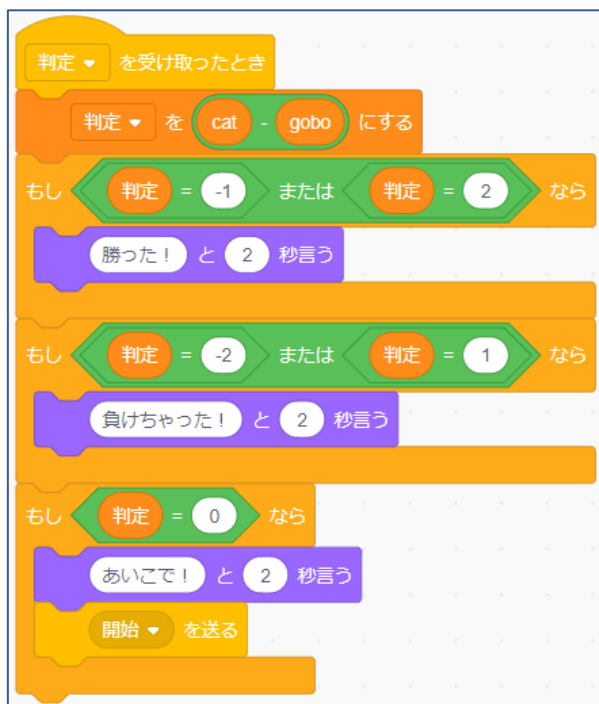 判定 を受け取ったとき
判定 を cat - gobo にする
もし 判定 = -1 または 判定 = 2 なら
勝った！ と 2 秒言う
もし 判定 = -2 または 判定 = 1 なら
負けちゃった！ と 2 秒言う
もし 判定 = 0 なら
あいこで！ と 2 秒言う
開始 を送る